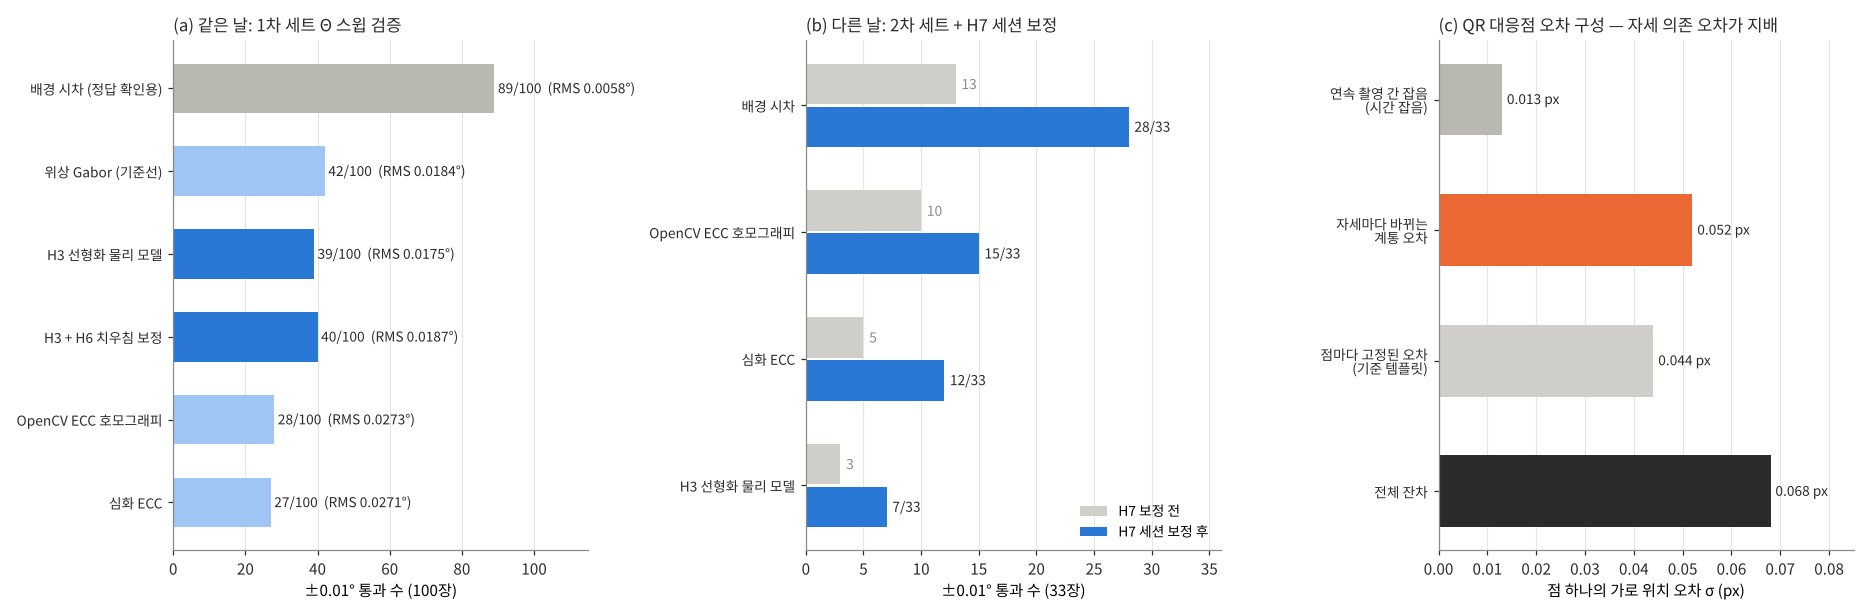 (a) 같은 날: 1차 세트 Θ 스윕 검증
배경 시차 (정답 확인용)
89/100 (RMS 0.0058°)
위상 Gabor (기준선)
42/100 (RMS 0.0184°)
H3 선형화 물리 모델
39/100 (RMS 0.0175°)
H3 + H6 치우침 보정
40/100 (RMS 0.0187°)
OpenCV ECC 호모그래피
28/100 (RMS 0.0273°)
심화 ECC
27/100 (RMS 0.0271°)
0 20 40 60 80 100
±0.01° 통과 수 (100장)
(b) 다른 날: 2차 세트 + H7 세션 보정
배경 시차
13
28/33
OpenCV ECC 호모그래피
10
15/33
심화 ECC
5
12/33
H3 선형화 물리 모델
3
7/33
H7 보정 전
H7 세션 보정 후
0 5 10 15 20 25 30 35
±0.01° 통과 수 (33장)
(c) QR 대응점 오차 구성 — 자세 의존 오차가 지배
연속 촬영 간 잡음
(시간 잡음)
0.013 px
자세마다 바뀌는
계통 오차
0.052 px
점마다 고정된 오차
(기준 템플릿)
0.044 px
전체 잔차
0.068 px
0.00 0.01 0.02 0.03 0.04 0.05 0.06 0.07 0.08
점 하나의 가로 위치 오차 σ (px)